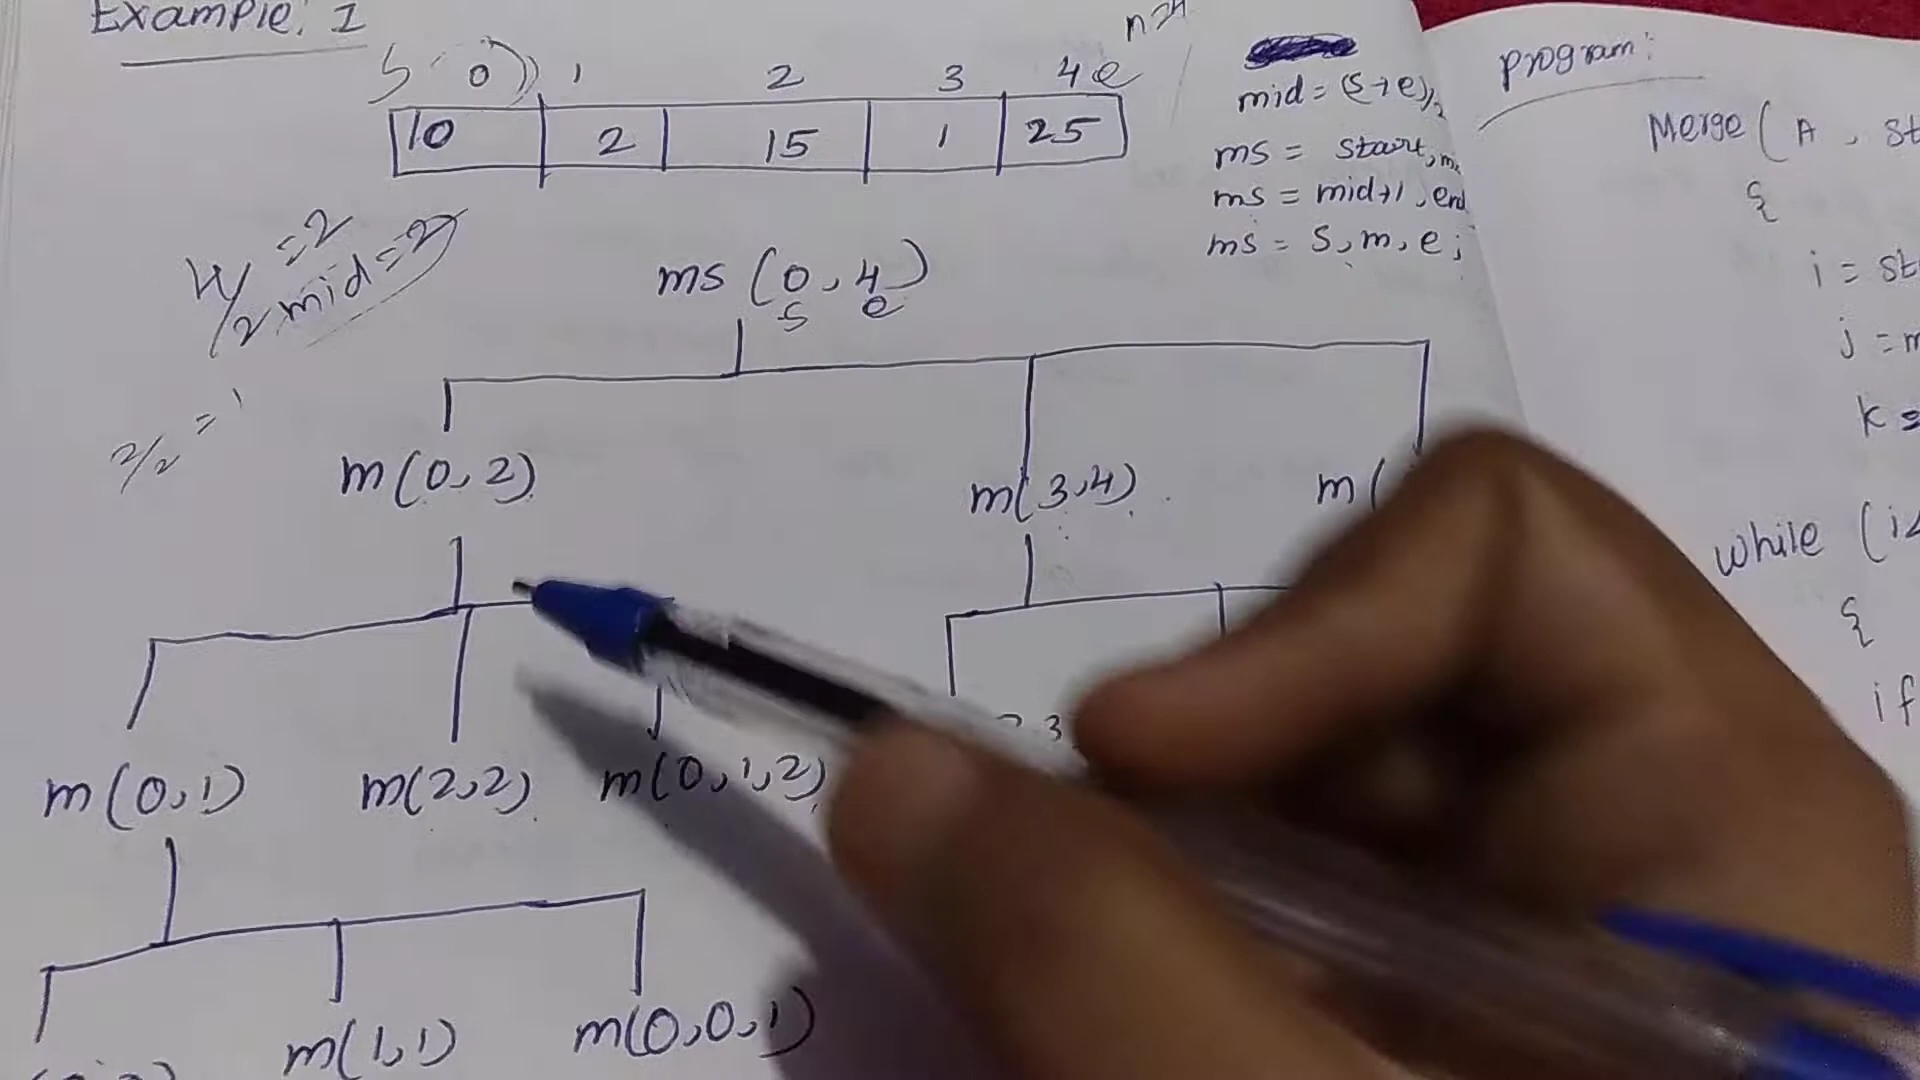 Example: 1
S 0 1 2 3 4 e
10 2 15 1 25
mid = (s+e)/2
ms = start, m
ms = mid+1, end
ms = S, m, e;
4/2 = 2
mid = 2
ms (0, 4)
s e
2/2 = 1
m(0, 2) m(3,4) m(
m(0,1) m(2,2) m(0,1,2)
m(1,1) m(0,0,1)
program:
Merge ( A , st
{
i = st
j = m
k =
while ( i<
{
if